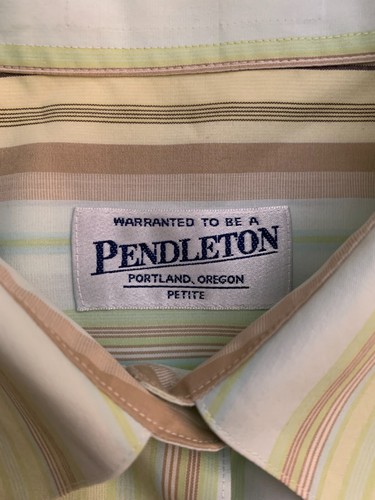 WARRANTED TO BE A
PENDLETON
PORTLAND, OREGON
PETITE